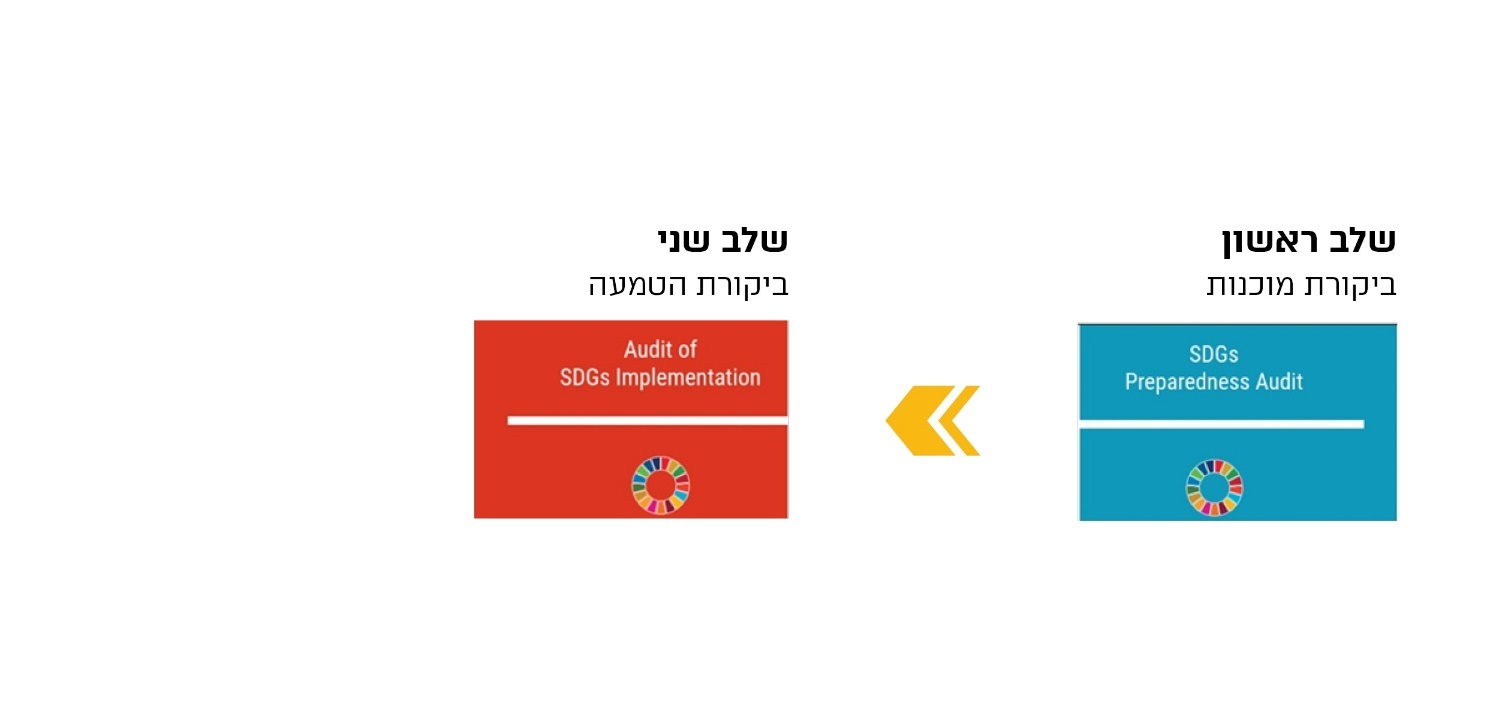 שלב ראשון
ביקורת מוכנות
SDGs
Preparedness Audit
שלב שני
ביקורת הטמעה
Audit of
SDGs Implementation